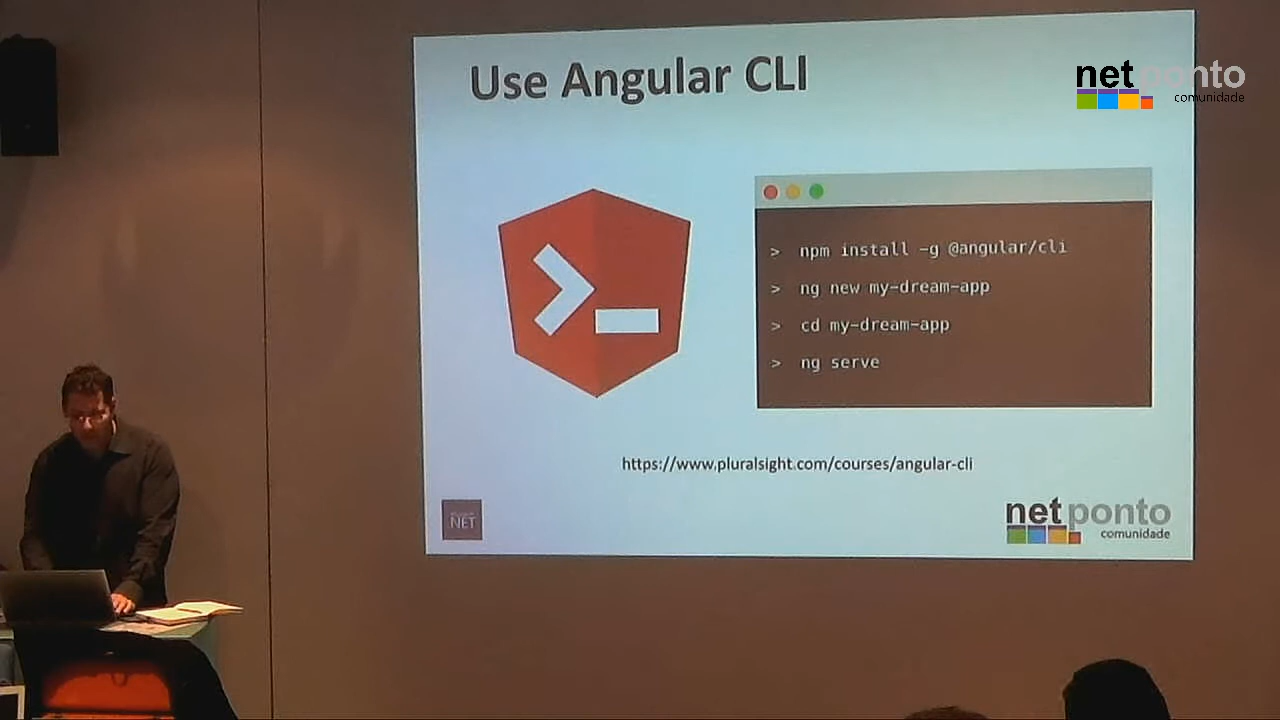 Use Angular CLI
netponto
comunidade
> npm install -g @angular/cli
> ng new my-dream-app
> cd my-dream-app
> ng serve
https://www.pluralsight.com/courses/angular-cli
NET
netponto
comunidade